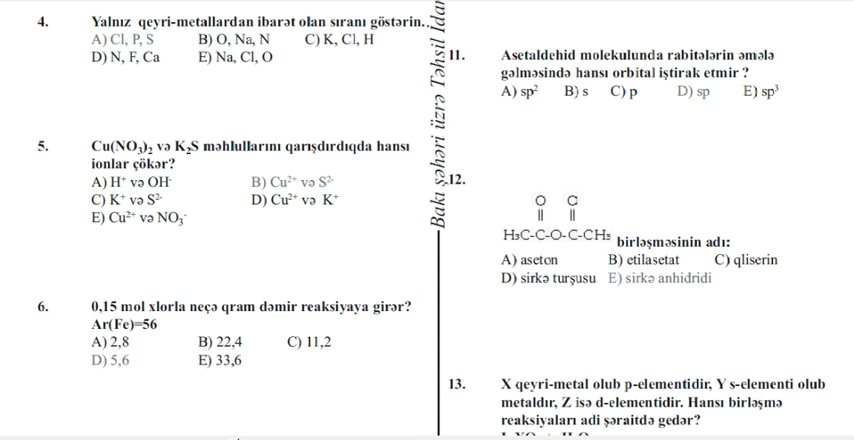 4. Yalnız qeyri-metallardan ibarət olan sıranı göstərin..
A) Cl, P, S B) O, Na, N C) K, Cl, H
D) N, F, Ca E) Na, Cl, O
5. Cu(NO₃)₂ və K₂S məhlullarını qarışdırdıqda hansı
ionlar çökər?
A) H⁺ və OH⁻ B) Cu²⁺ və S²⁻
C) K⁺ və S²⁻ D) Cu²⁺ və K⁺
E) Cu²⁺ və NO₃⁻
6. 0,15 mol xlorla neçə qram dəmir reaksiyaya girər?
Ar(Fe)=56
A) 2,8 B) 22,4 C) 11,2
D) 5,6 E) 33,6
Bakı şəhəri üzrə Təhsil İdar
11. Asetaldehid molekulunda rabitələrin əmələ
gəlməsində hansı orbital iştirak etmir ?
A) sp² B) s C) p D) sp E) sp³
12.
O
H₃C-C-O-C-CH₃ birləşməsinin adı:
A) aseton B) etilasetat C) qliserin
D) sirkə turşusu E) sirkə anhidridi
13. X qeyri-metal olub p-elementidir, Y s-elementi olub
metaldır, Z isə d-elementidir. Hansı birləşmə
reaksiyaları adi şəraitdə gedər?